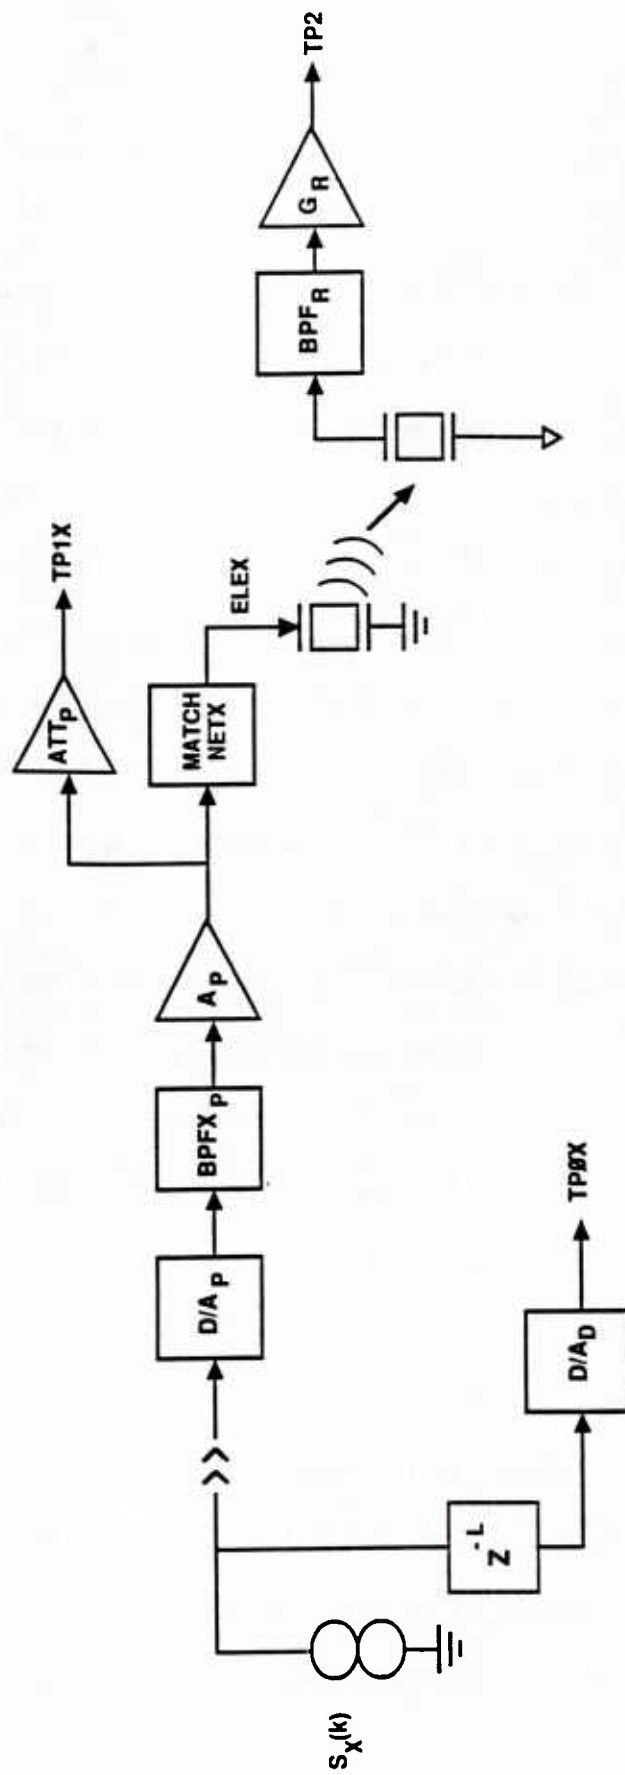 S_X(k)
Z^-L
D/A_D
TPØX
D/A_P
BPFX_P
A_P
ATT_P
TP1X
MATCH
NETX
ELEX
BPF_R
G_R
TP2